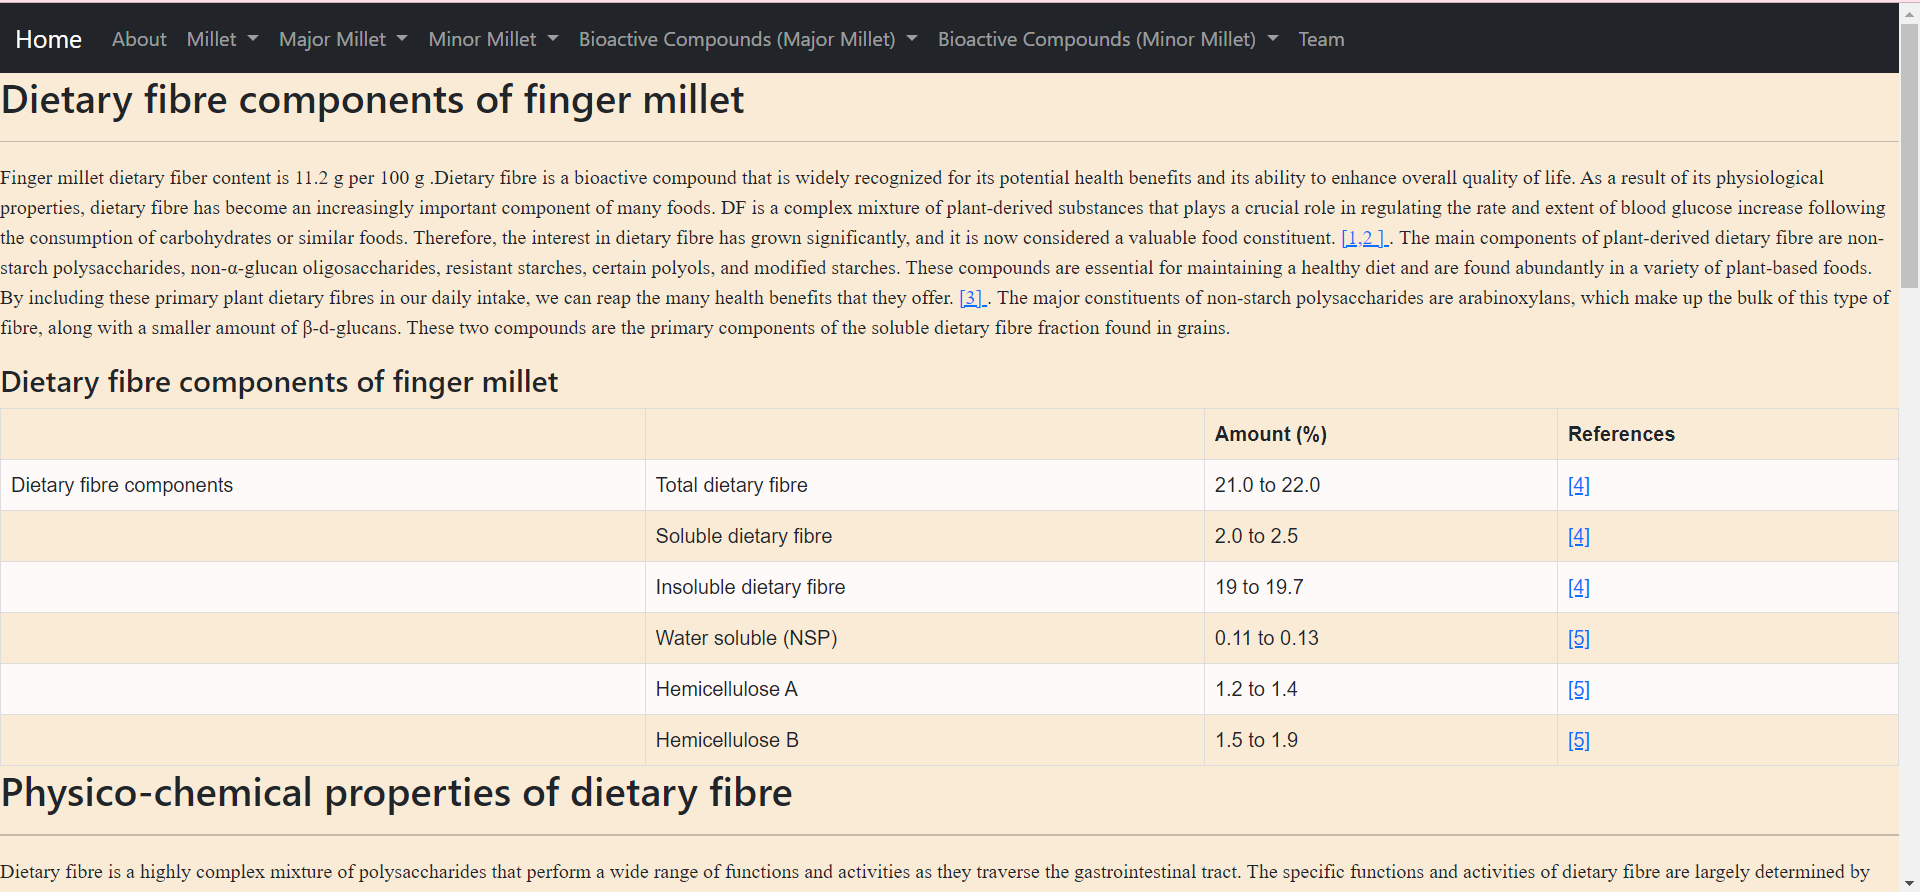 Home About Millet Major Millet Minor Millet Bioactive Compounds (Major Millet) Bioactive Compounds (Minor Millet) Team
Dietary fibre components of finger millet
Finger millet dietary fiber content is 11.2 g per 100 g .Dietary fibre is a bioactive compound that is widely recognized for its potential health benefits and its ability to enhance overall quality of life. As a result of its physiological
properties, dietary fibre has become an increasingly important component of many foods. DF is a complex mixture of plant-derived substances that plays a crucial role in regulating the rate and extent of blood glucose increase following
the consumption of carbohydrates or similar foods. Therefore, the interest in dietary fibre has grown significantly, and it is now considered a valuable food constituent. [1,2 ] . The main components of plant-derived dietary fibre are non-
starch polysaccharides, non-α-glucan oligosaccharides, resistant starches, certain polyols, and modified starches. These compounds are essential for maintaining a healthy diet and are found abundantly in a variety of plant-based foods.
By including these primary plant dietary fibres in our daily intake, we can reap the many health benefits that they offer. [3] . The major constituents of non-starch polysaccharides are arabinoxylans, which make up the bulk of this type of
fibre, along with a smaller amount of β-d-glucans. These two compounds are the primary components of the soluble dietary fibre fraction found in grains.
Dietary fibre components of finger millet
Amount (%) References
Dietary fibre components Total dietary fibre 21.0 to 22.0 [4]
Soluble dietary fibre 2.0 to 2.5 [4]
Insoluble dietary fibre 19 to 19.7 [4]
Water soluble (NSP) 0.11 to 0.13 [5]
Hemicellulose A 1.2 to 1.4 [5]
Hemicellulose B 1.5 to 1.9 [5]
Physico-chemical properties of dietary fibre
Dietary fibre is a highly complex mixture of polysaccharides that perform a wide range of functions and activities as they traverse the gastrointestinal tract. The specific functions and activities of dietary fibre are largely determined by